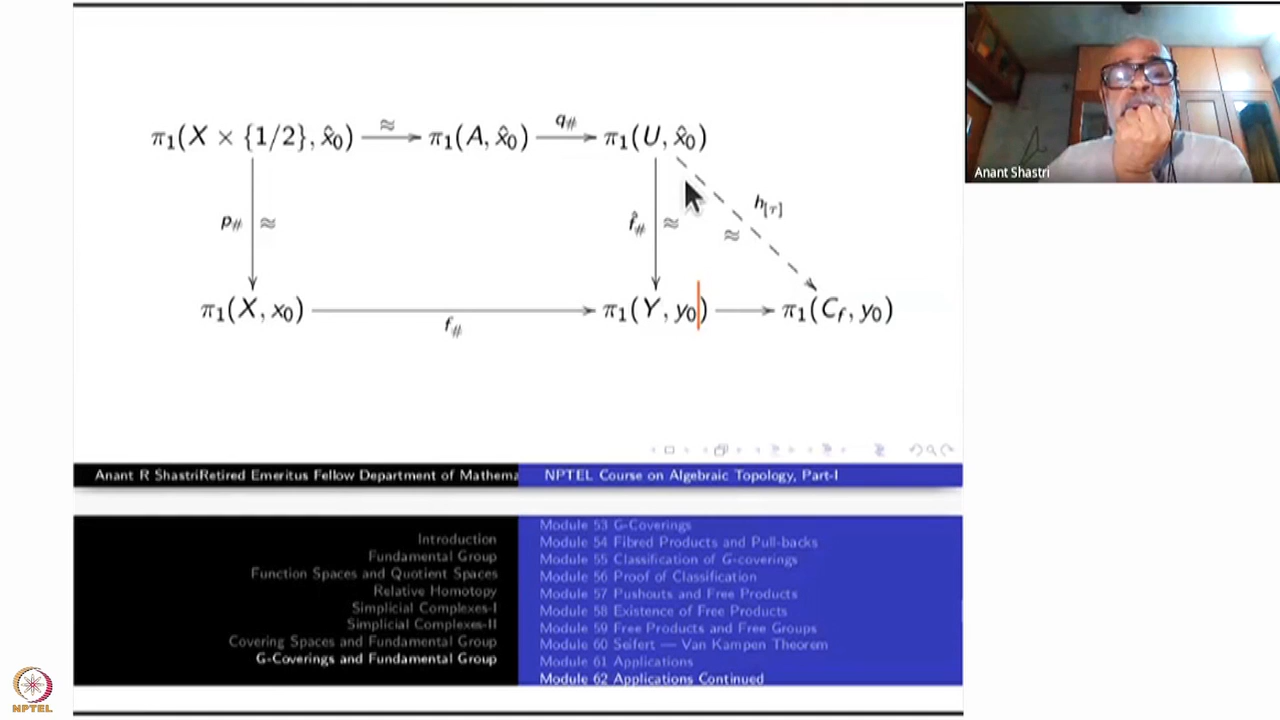 π₁(X × {1/2}, x̂₀) ≈ π₁(A, x̂₀) q# π₁(U, x̂₀)
p# ≈ f̂# ≈ ≈ h[τ]
π₁(X, x₀) f# π₁(Y, y₀) π₁(C_f, y₀)
Anant Shastri
Anant R ShastriRetired Emeritus Fellow Department of Mathema
NPTEL Course on Algebraic Topology, Part-I
Introduction
Fundamental Group
Function Spaces and Quotient Spaces
Relative Homotopy
Simplicial Complexes-I
Simplicial Complexes-II
Covering Spaces and Fundamental Group
G-Coverings and Fundamental Group
Module 53 G-Coverings
Module 54 Fibred Products and Pull-backs
Module 55 Classification of G-coverings
Module 56 Proof of Classification
Module 57 Pushouts and Free Products
Module 58 Existence of Free Products
Module 59 Free Products and Free Groups
Module 60 Seifert — Van Kampen Theorem
Module 61 Applications
Module 62 Applications Continued
NPTEL